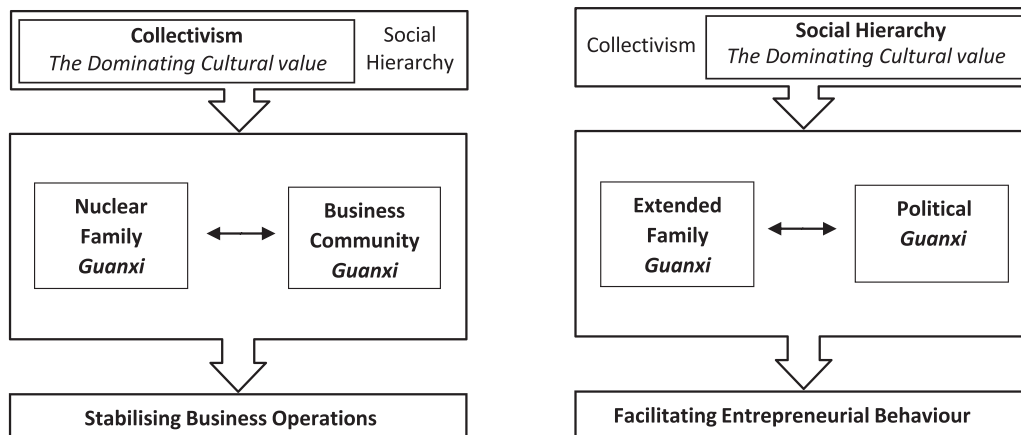 Collectivism
The Dominating Cultural value
Social
Hierarchy
Nuclear
Family
Guanxi
Business
Community
Guanxi
Stabilising Business Operations
Collectivism
Social Hierarchy
The Dominating Cultural value
Extended
Family
Guanxi
Political
Guanxi
Facilitating Entrepreneurial Behaviour